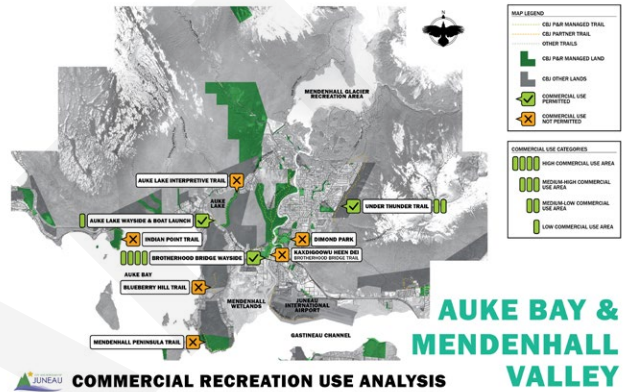 N
MAP LEGEND
CBJ P&R MANAGED TRAIL
CBJ PARTNER TRAIL
OTHER TRAILS
CBJ P&R MANAGED LAND
CBJ OTHER LANDS
COMMERCIAL USE
PERMITTED
COMMERCIAL USE
NOT PERMITTED
COMMERCIAL USE CATEGORIES
HIGH COMMERCIAL USE AREA
MEDIUM-HIGH COMMERCIAL
USE AREA
MEDIUM-LOW COMMERCIAL
USE AREA
LOW COMMERCIAL USE AREA
MENDENHALL GLACIER
RECREATION AREA
AUKE LAKE INTERPRETIVE TRAIL
AUKE
LAKE
UNDER THUNDER TRAIL
AUKE LAKE WAYSIDE & BOAT LAUNCH
INDIAN POINT TRAIL
DIMOND PARK
BROTHERHOOD BRIDGE WAYSIDE
KAXDIGOOWU HEEN DEI
BROTHERHOOD BRIDGE TRAIL
AUKE BAY
BLUEBERRY HILL TRAIL
MENDENHALL
WETLANDS
JUNEAU
INTERNATIONAL
AIRPORT
MENDENHALL PENINSULA TRAIL
GASTINEAU CHANNEL
AUKE BAY &
MENDENHALL
VALLEY
JUNEAU
COMMERCIAL RECREATION USE ANALYSIS